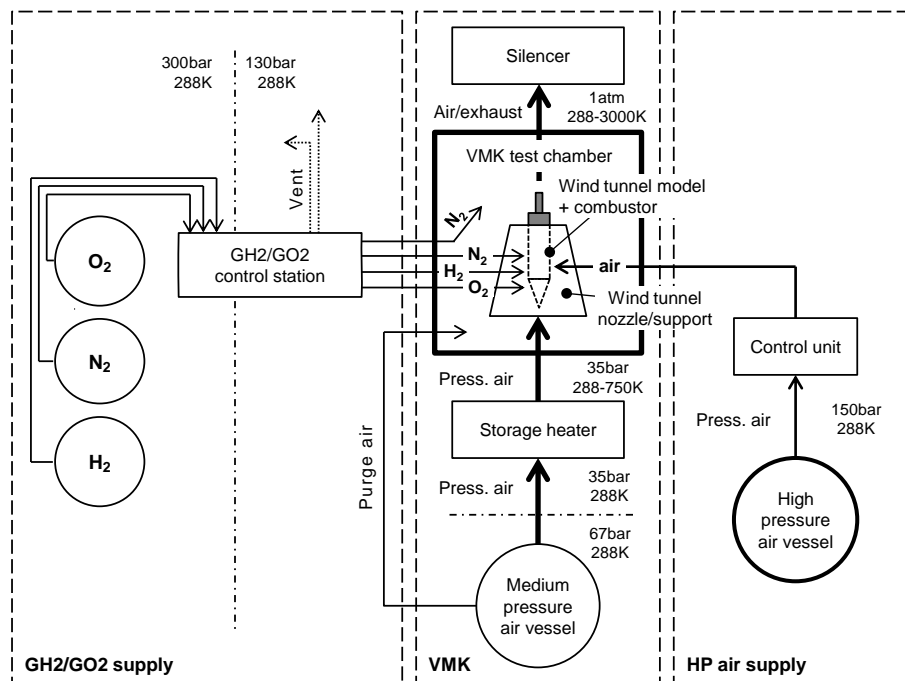 300bar
288K
130bar
288K
Vent
O2
N2
H2
GH2/GO2
control station
GH2/GO2 supply
Silencer
1atm
288-3000K
Air/exhaust
VMK test chamber
Wind tunnel model
+ combustor
N2
N2
H2
O2
air
Wind tunnel
nozzle/support
Press. air
35bar
288-750K
Storage heater
Purge air
Press. air
35bar
288K
67bar
288K
Medium
pressure
air vessel
VMK
Control unit
Press. air
150bar
288K
High
pressure
air vessel
HP air supply